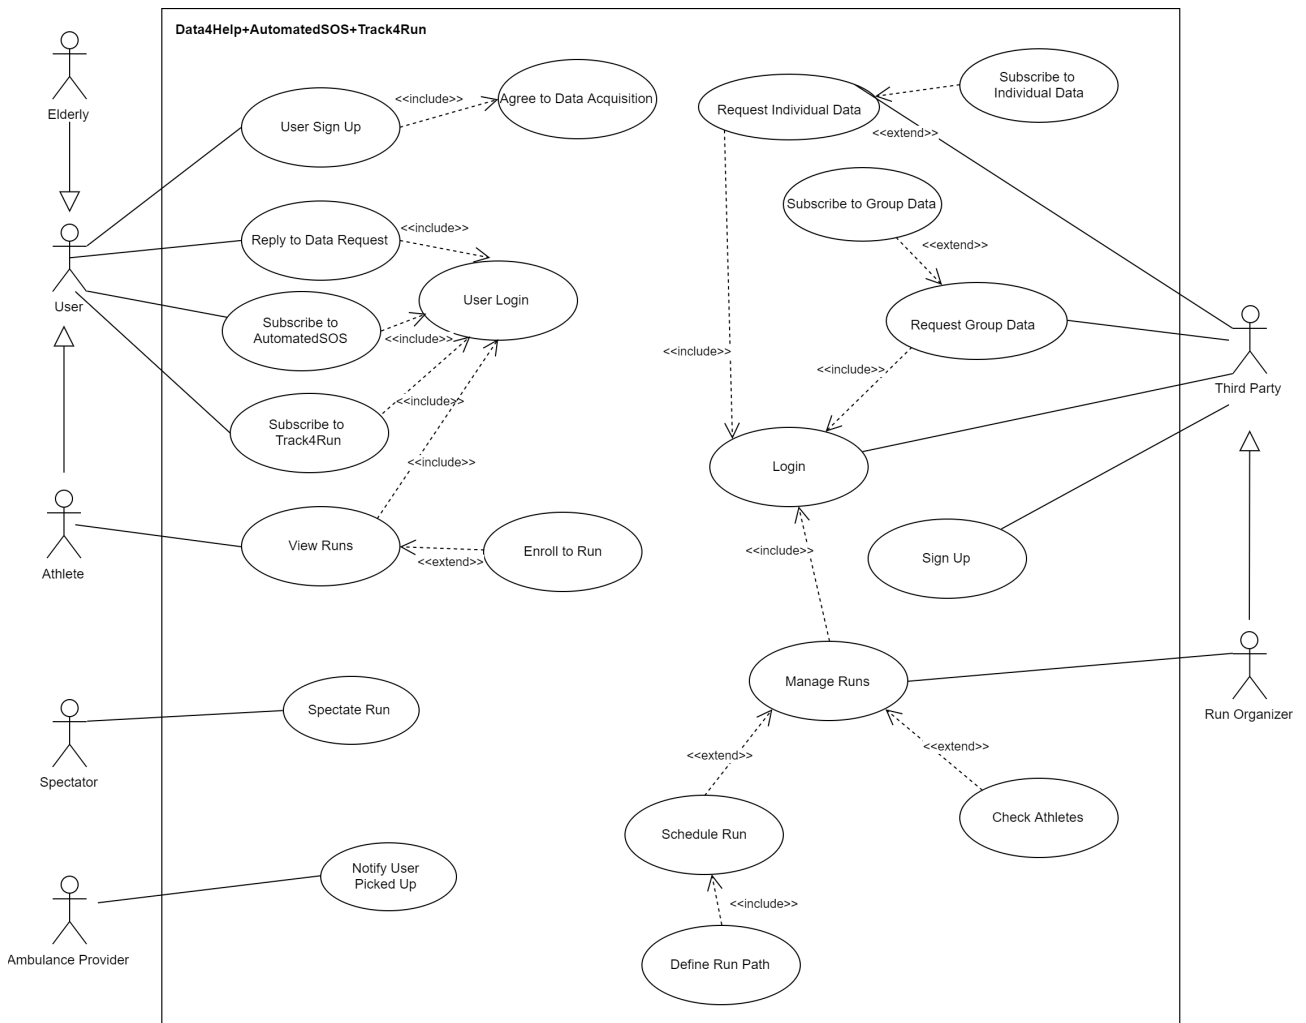 Data4Help+AutomatedSOS+Track4Run
Elderly
User
Athlete
Spectator
Ambulance Provider
User Sign Up
<<include>>
Agree to Data Acquisition
Reply to Data Request
<<include>>
User Login
Subscribe to
AutomatedSOS
<<include>>
Subscribe to
Track4Run
<<include>>
<<include>>
View Runs
<<extend>>
Enroll to Run
Spectate Run
Notify User
Picked Up
Request Individual Data
Subscribe to
Individual Data
<<extend>>
Subscribe to Group Data
<<extend>>
Request Group Data
<<include>>
<<include>>
Login
Third Party
Sign Up
<<include>>
Manage Runs
Run Organizer
<<extend>>
<<extend>>
Schedule Run
Check Athletes
<<include>>
Define Run Path